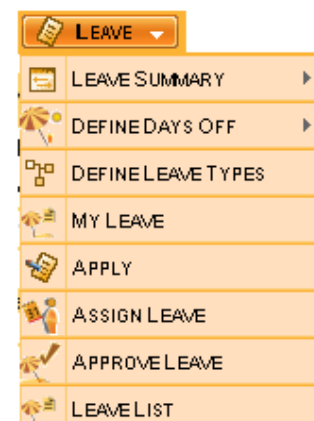 LEAVE
LEAVE SUMMARY
DEFINE DAYS OFF
DEFINE LEAVE TYPES
MY LEAVE
APPLY
ASSIGN LEAVE
APPROVE LEAVE
LEAVE LIST